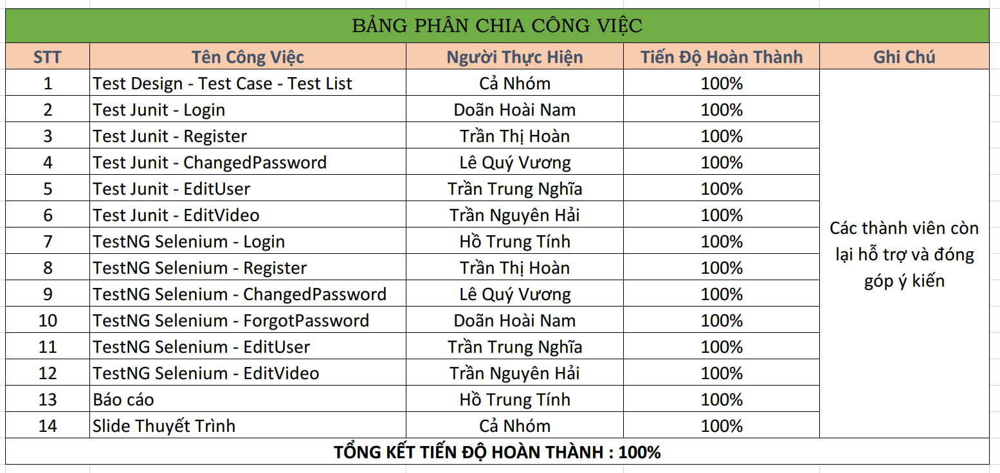 BẢNG PHÂN CHIA CÔNG VIỆC
STT Tên Công Việc Người Thực Hiện Tiến Độ Hoàn Thành Ghi Chú
1 Test Design - Test Case - Test List Cả Nhóm 100%
2 Test Junit - Login Doãn Hoài Nam 100%
3 Test Junit - Register Trần Thị Hoàn 100%
4 Test Junit - ChangedPassword Lê Quý Vương 100%
5 Test Junit - EditUser Trần Trung Nghĩa 100%
6 Test Junit - EditVideo Trần Nguyên Hải 100%
7 TestNG Selenium - Login Hồ Trung Tính 100%
8 TestNG Selenium - Register Trần Thị Hoàn 100%
9 TestNG Selenium - ChangedPassword Lê Quý Vương 100%
10 TestNG Selenium - ForgotPassword Doãn Hoài Nam 100%
11 TestNG Selenium - EditUser Trần Trung Nghĩa 100%
12 TestNG Selenium - EditVideo Trần Nguyên Hải 100%
13 Báo cáo Hồ Trung Tính 100%
14 Slide Thuyết Trình Cả Nhóm 100%
Các thành viên còn
lại hỗ trợ và đóng
góp ý kiến
TỔNG KẾT TIẾN ĐỘ HOÀN THÀNH : 100%